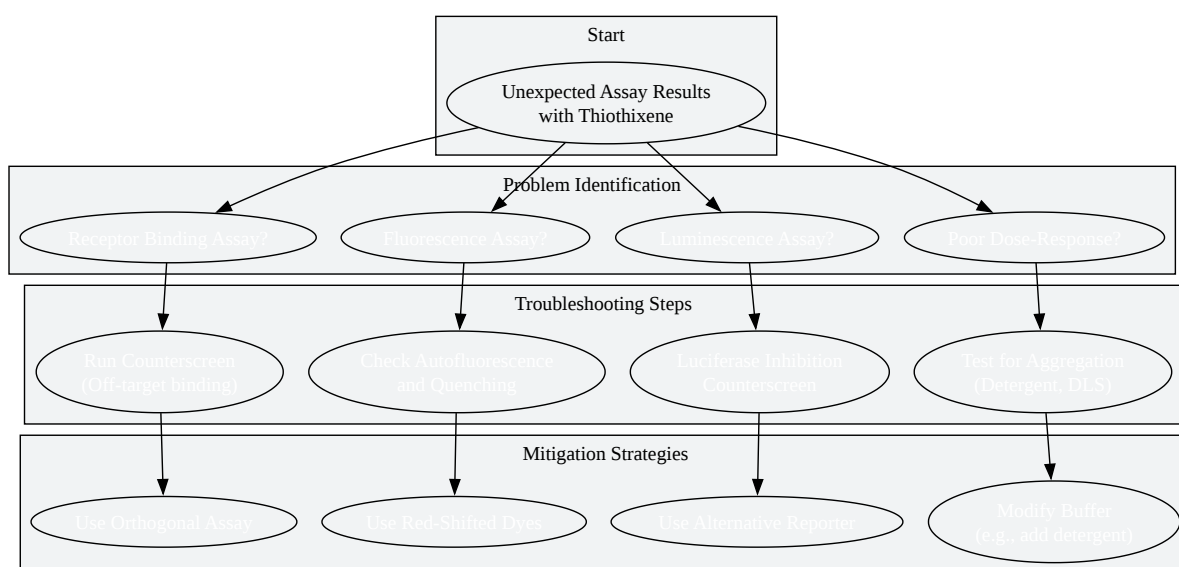 Start
Unexpected Assay Results
with Thiothixene
Problem Identification
Receptor Binding Assay?
Fluorescence Assay?
Luminescence Assay?
Poor Dose-Response?
Troubleshooting Steps
Run Counterscreen
(Off-target binding)
Check Autofluorescence
and Quenching
Luciferase Inhibition
Counterscreen
Test for Aggregation
(Detergent, DLS)
Mitigation Strategies
Use Orthogonal Assay
Use Red-Shifted Dyes
Use Alternative Reporter
Modify Buffer
(e.g., add detergent)